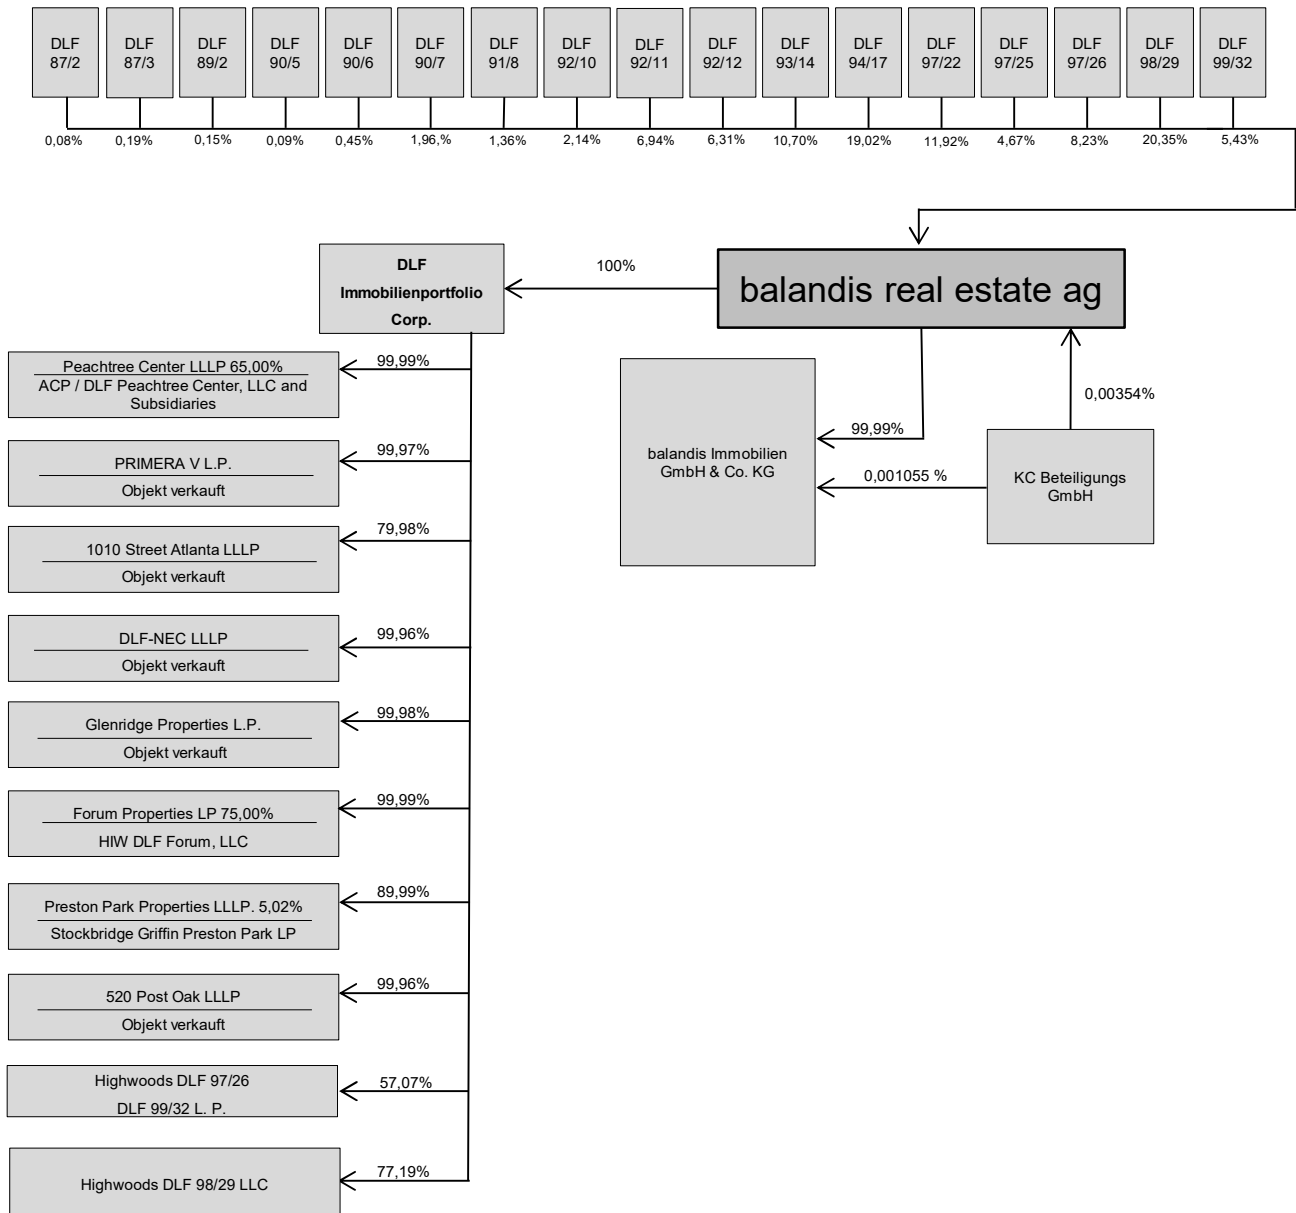 DLF DLF DLF DLF DLF DLF DLF DLF DLF DLF DLF DLF DLF DLF DLF DLF DLF
87/2 87/3 89/2 90/5 90/6 90/7 91/8 92/10 92/11 92/12 93/14 94/17 97/22 97/25 97/26 98/29 99/32
0,08% 0,19% 0,15% 0,09% 0,45% 1,96,% 1,36% 2,14% 6,94% 6,31% 10,70% 19,02% 11,92% 4,67% 8,23% 20,35% 5,43%
DLF
Immobilienportfolio
Corp.
100%
balandis real estate ag
Peachtree Center LLLP 65,00%
ACP / DLF Peachtree Center, LLC and
Subsidiaries
99,99%
balandis Immobilien
GmbH & Co. KG
99,99%
0,001055 %
0,00354%
KC Beteiligungs
GmbH
PRIMERA V L.P.
Objekt verkauft
99,97%
1010 Street Atlanta LLLP
Objekt verkauft
79,98%
DLF-NEC LLLP
Objekt verkauft
99,96%
Glenridge Properties L.P.
Objekt verkauft
99,98%
Forum Properties LP 75,00%
HIW DLF Forum, LLC
99,99%
Preston Park Properties LLLP. 5,02%
Stockbridge Griffin Preston Park LP
89,99%
520 Post Oak LLLP
Objekt verkauft
99,96%
Highwoods DLF 97/26
DLF 99/32 L. P.
57,07%
Highwoods DLF 98/29 LLC
77,19%